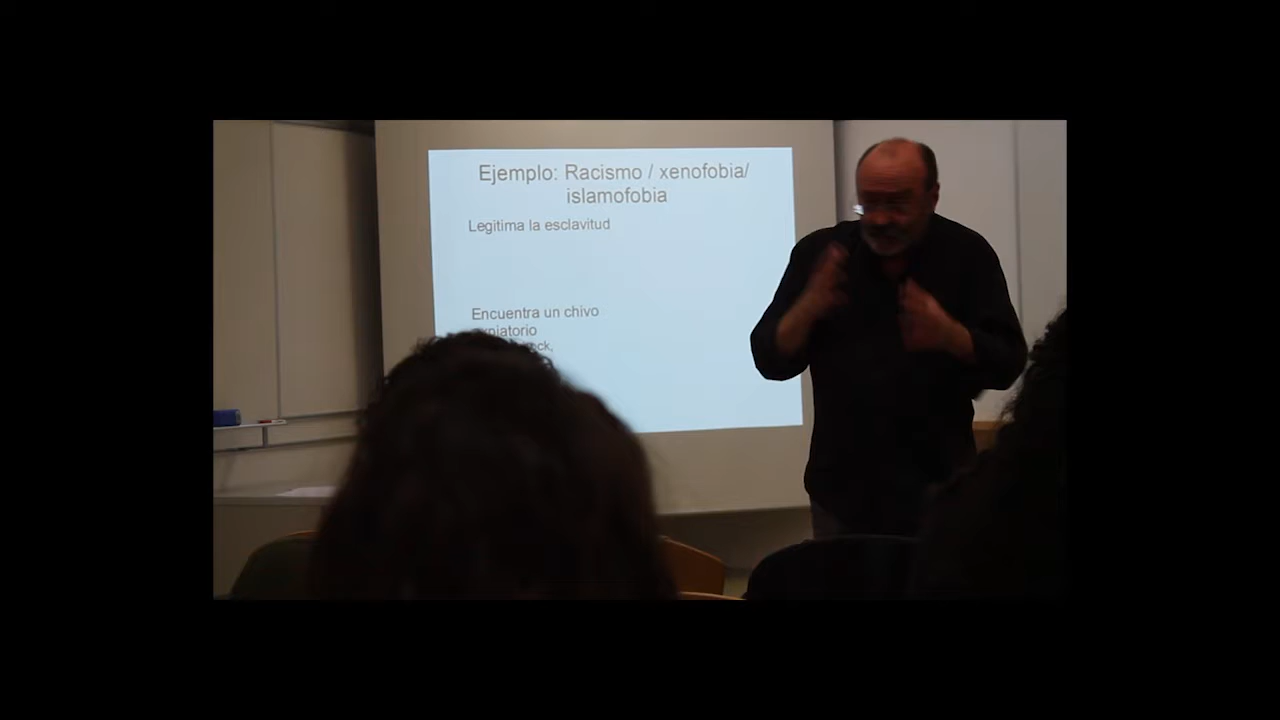 Ejemplo: Racismo / xenofobia/
islamofobia
Legitima la esclavitud
Encuentra un chivo